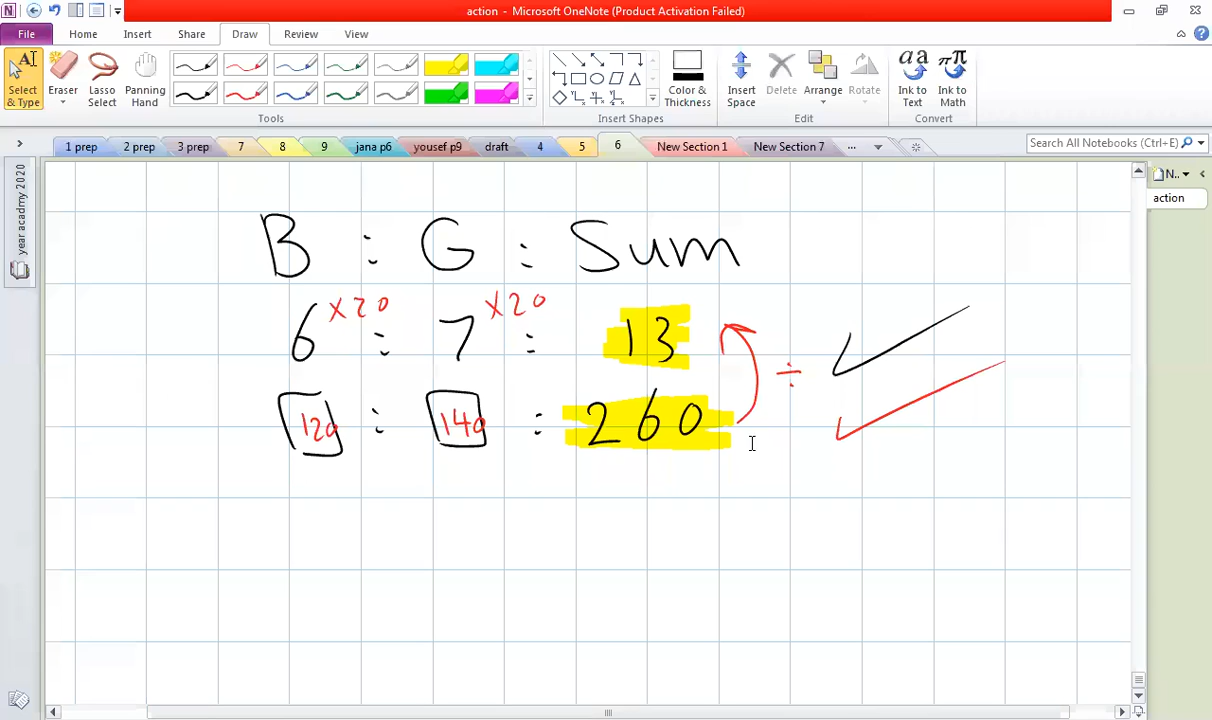 action - Microsoft OneNote (Product Activation Failed)
File Home Insert Share Draw Review View
Select & Type Eraser Lasso Select Panning Hand Color & Thickness Insert Space Delete Arrange Rotate Ink to Text Ink to Math
Tools Insert Shapes Edit Convert
1 prep 2 prep 3 prep 7 8 9 jana p6 yousef p9 draft 4 5 6 New Section 1 New Section 7 ... Search All Notebooks (Ctrl+E)
N..
action
year acadmy 2020
B : G : Sum
×20 ×20
6 : 7 : 13
÷
120 : 140 : 260